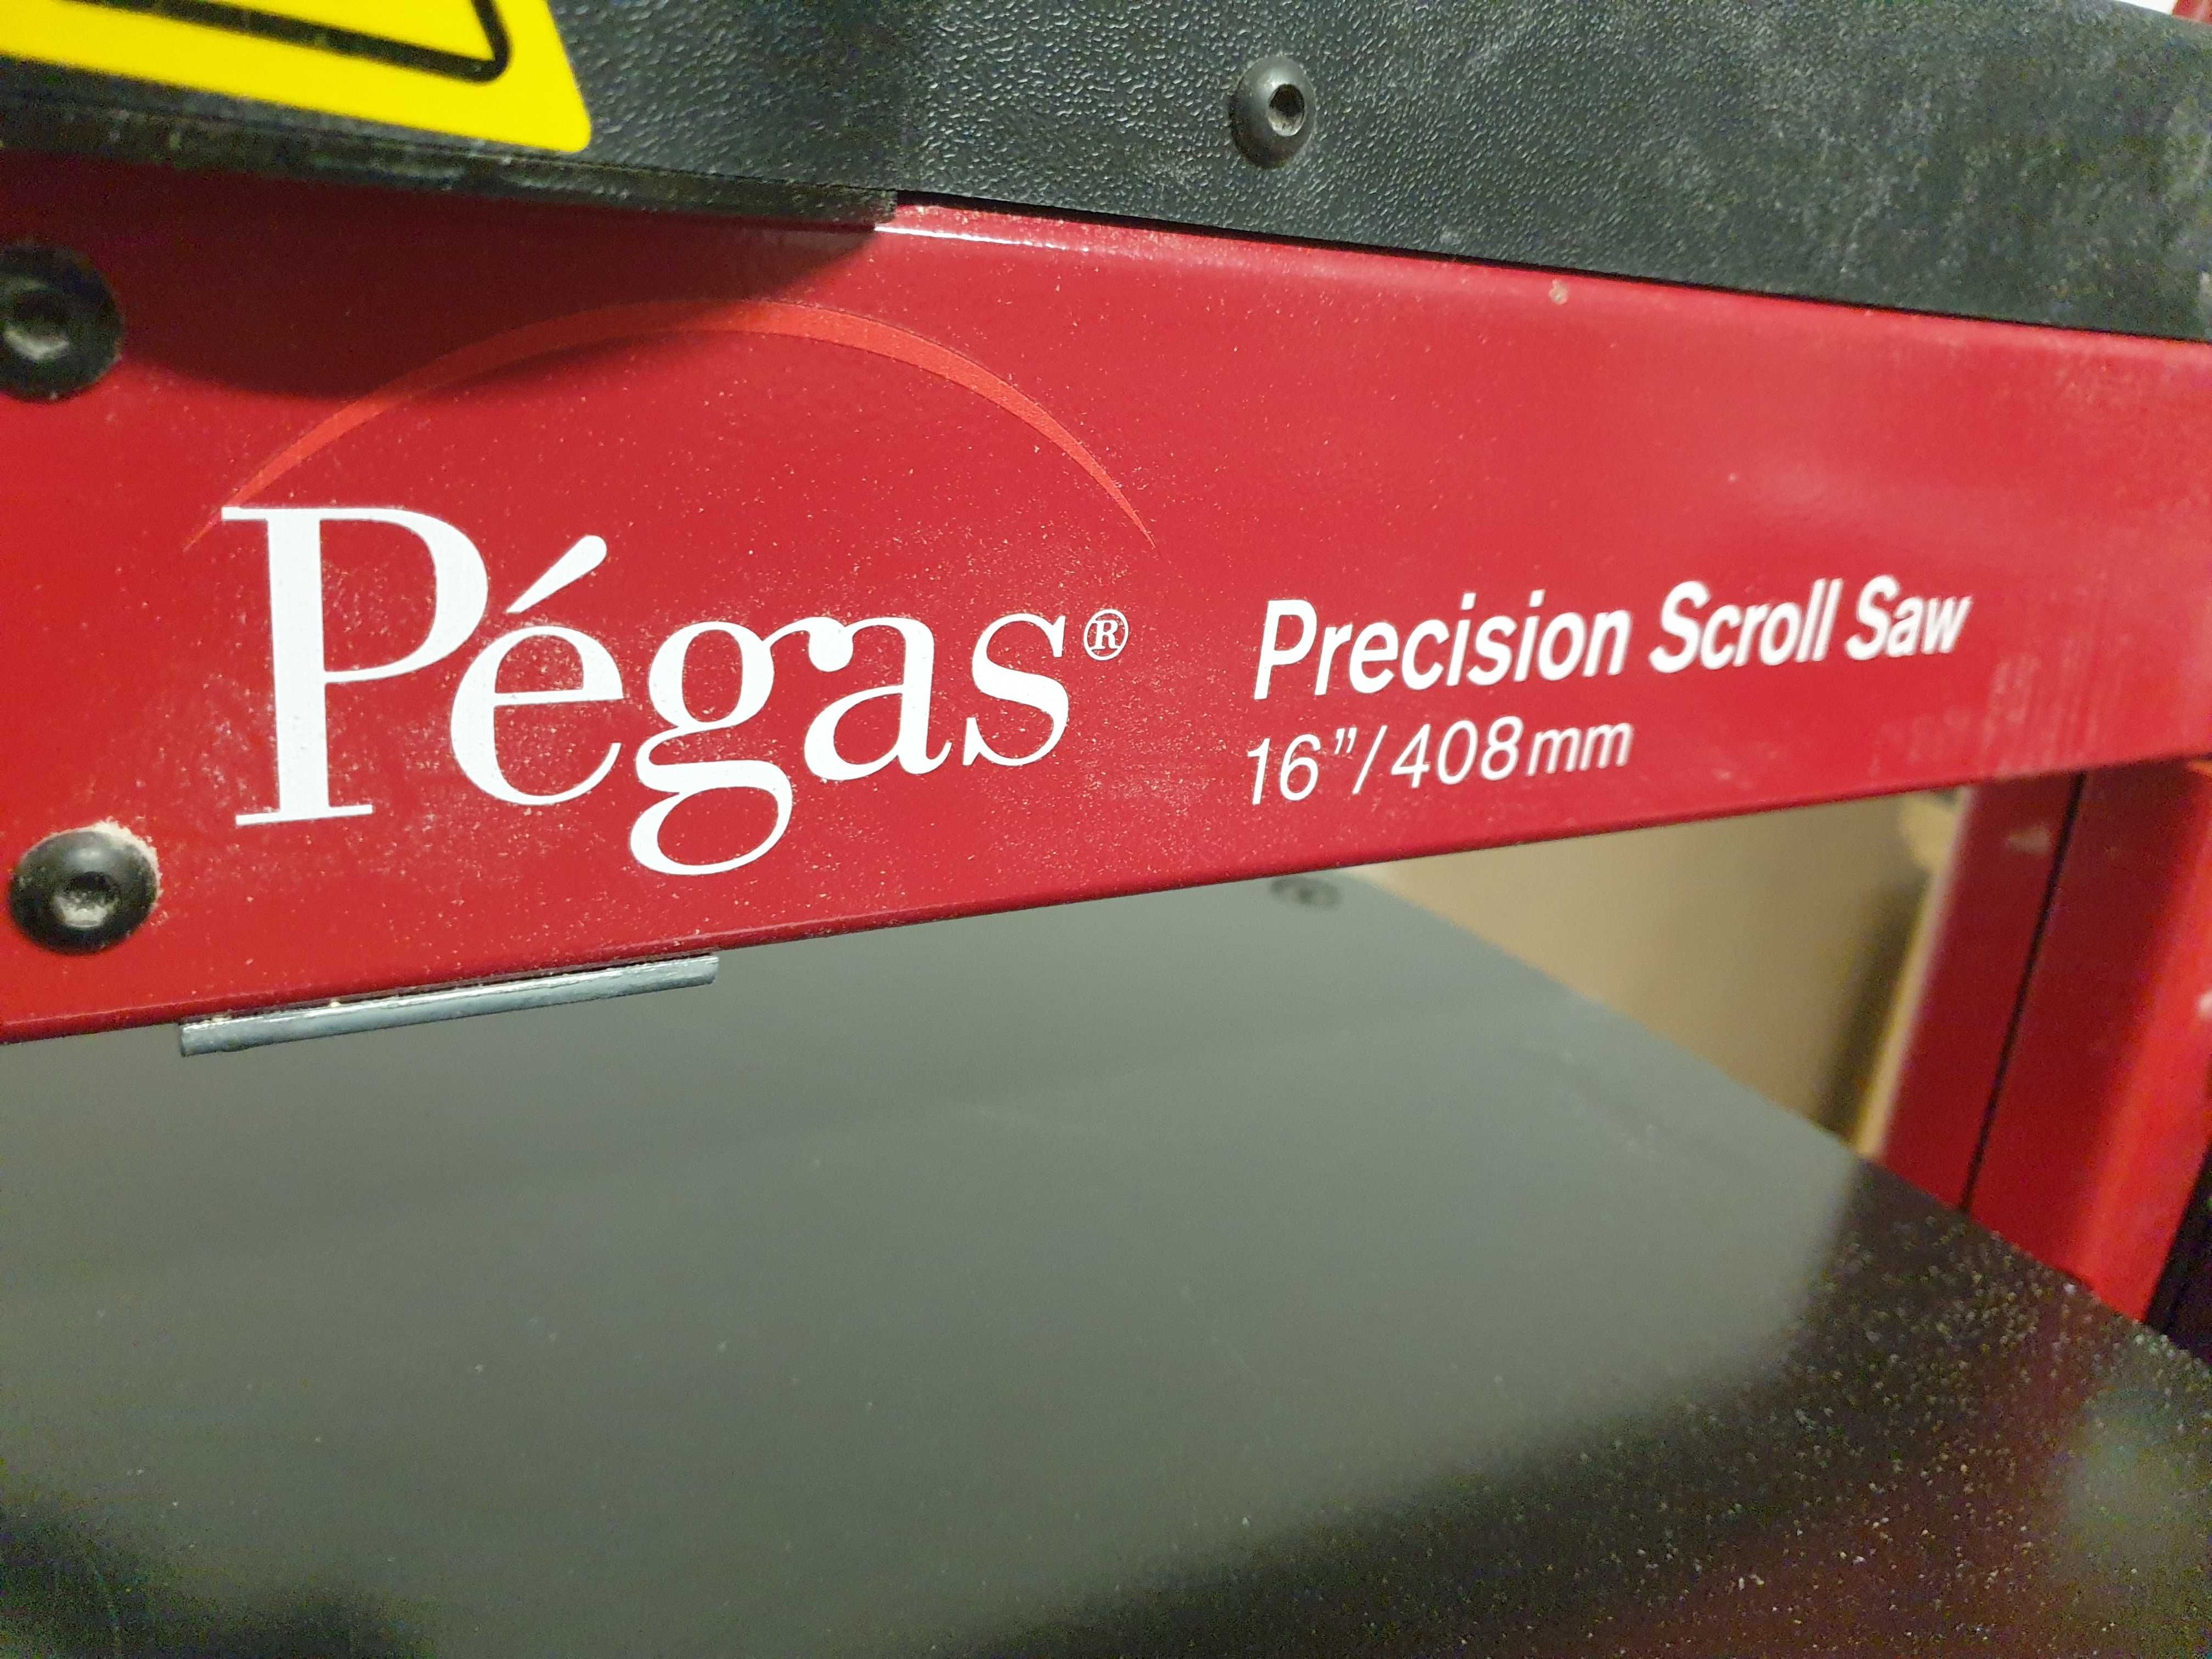 Pégas® Precision Scroll Saw
16”/408mm